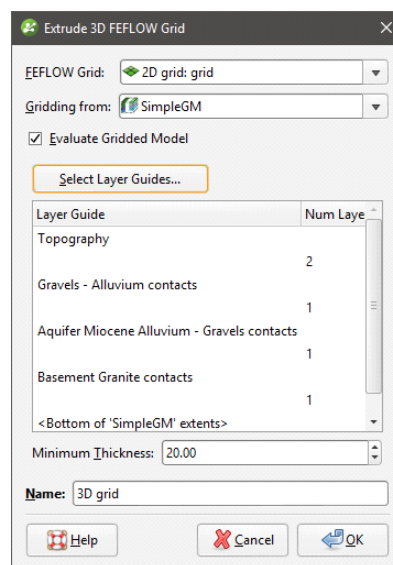 Extrude 3D FEFLOW Grid
FEFLOW Grid: 2D grid: grid
Gridding from: SimpleGM
Evaluate Gridded Model
Select Layer Guides...
Layer Guide Num Laye
Topography
2
Gravels - Alluvium contacts
1
Aquifer Miocene Alluvium - Gravels contacts
1
Basement Granite contacts
1
<Bottom of 'SimpleGM' extents>
Minimum Thickness: 20.00
Name: 3D grid
Help Cancel OK